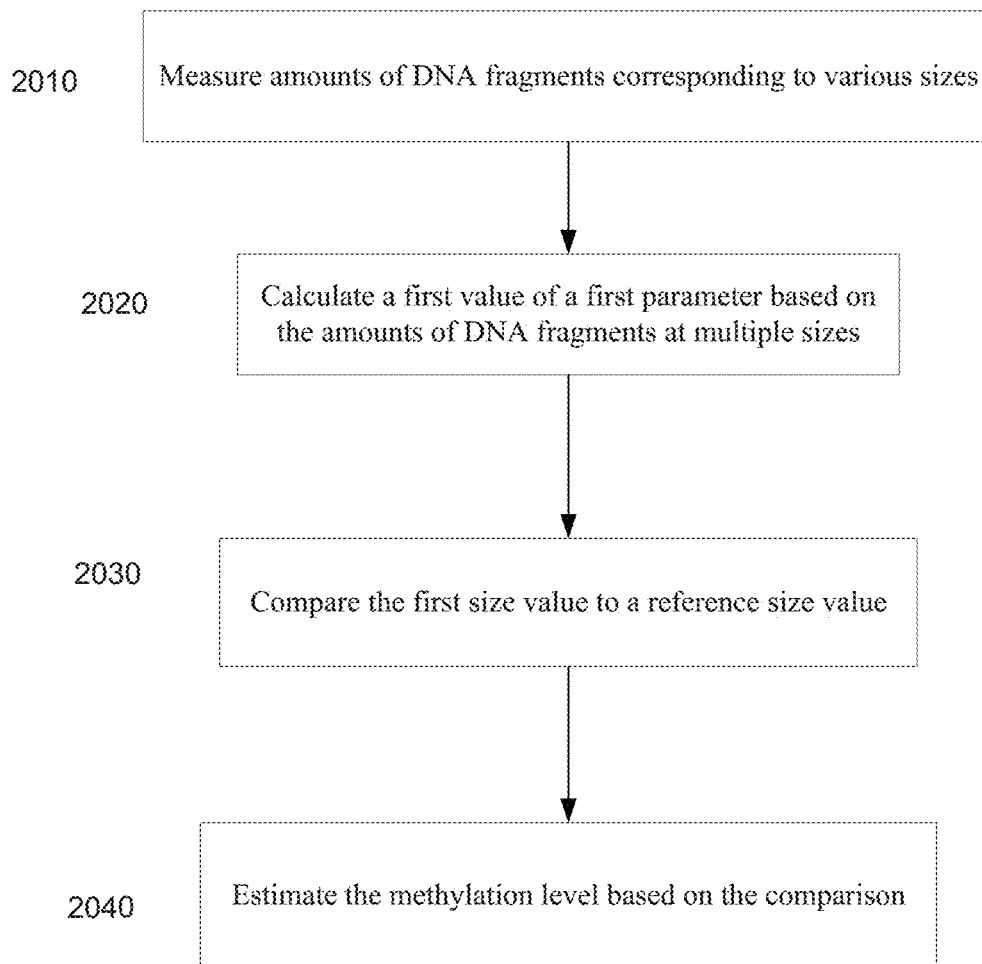 2010
Measure amounts of DNA fragments corresponding to various sizes
2020
Calculate a first value of a first parameter based on
the amounts of DNA fragments at multiple sizes
2030
Compare the first size value to a reference size value
2040
Estimate the methylation level based on the comparison